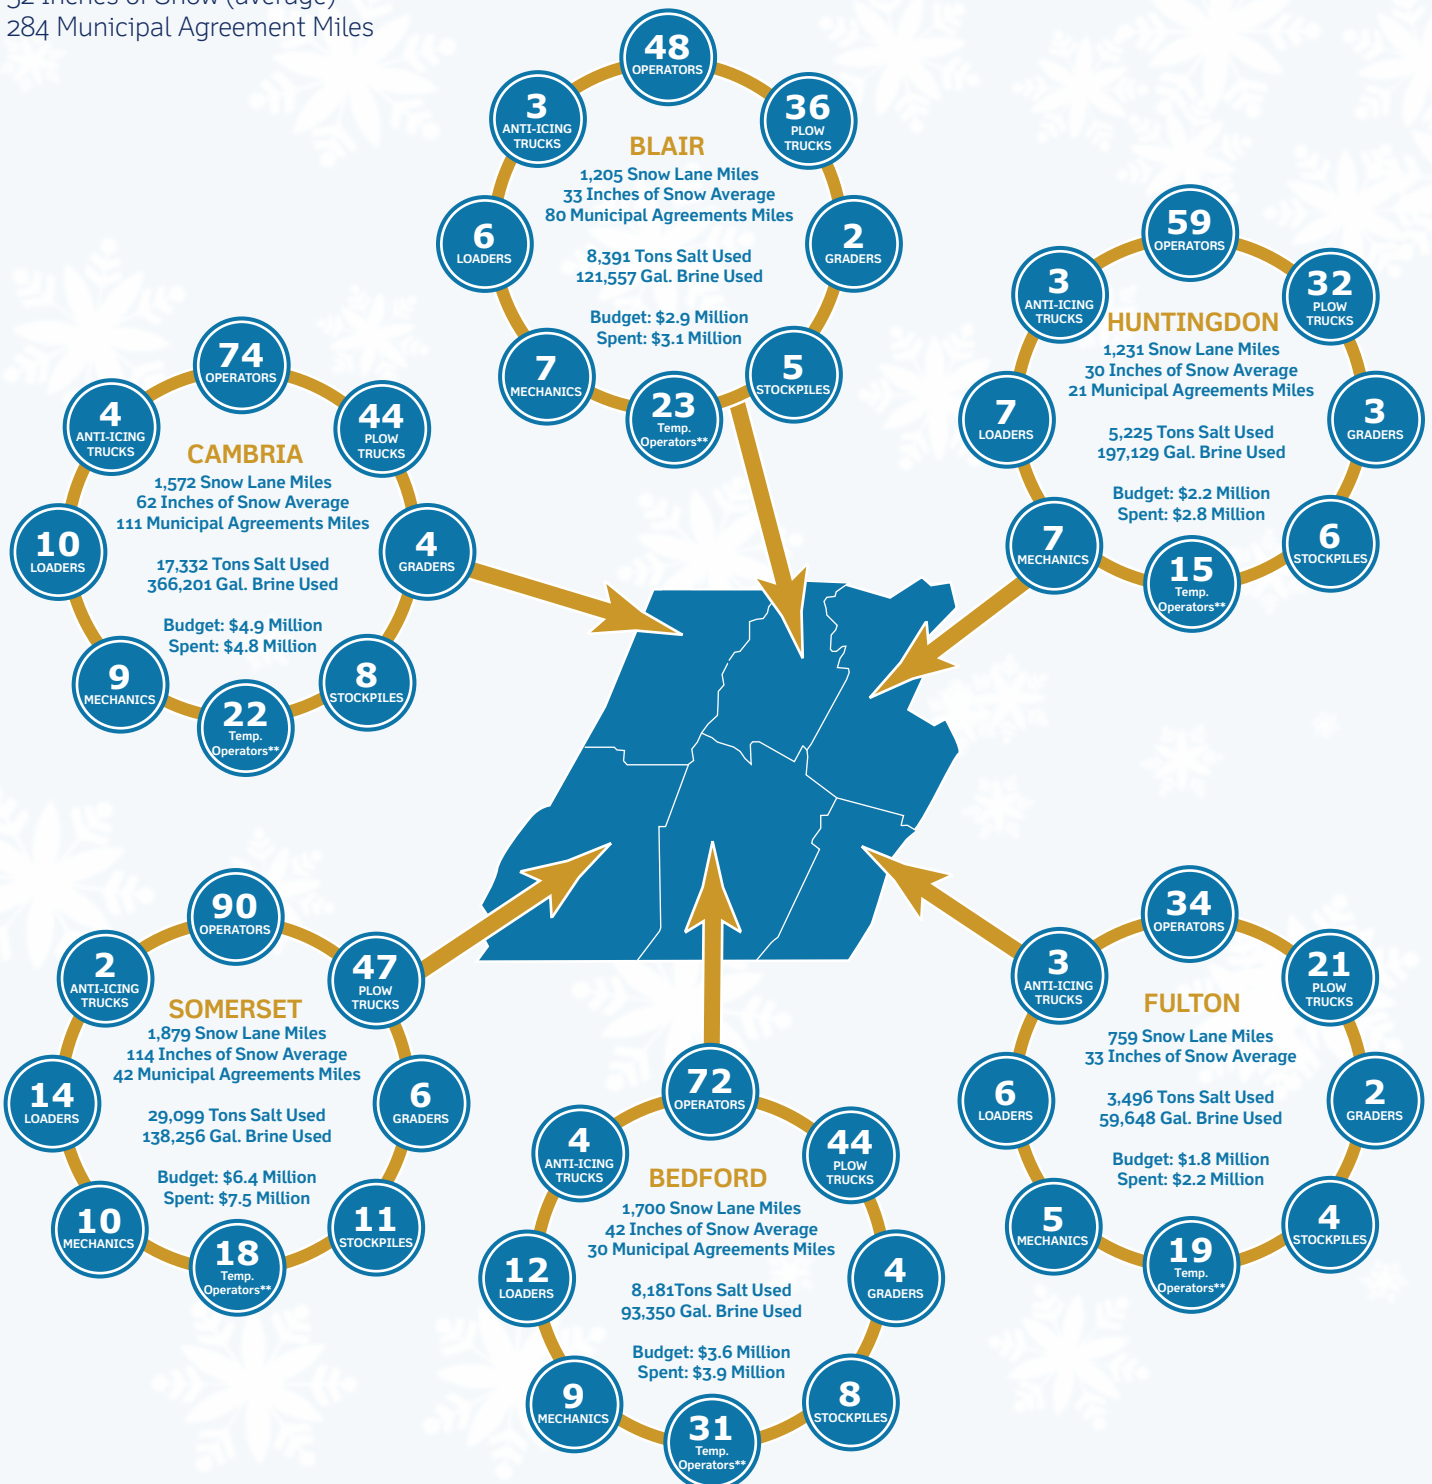 Inches of Snow (average)
284 Municipal Agreement Miles
BLAIR
1,205 Snow Lane Miles
33 Inches of Snow Average
80 Municipal Agreements Miles
8,391 Tons Salt Used
121,557 Gal. Brine Used
Budget: $2.9 Million
Spent: $3.1 Million
48
OPERATORS
36
PLOW
TRUCKS
2
GRADERS
5
STOCKPILES
23
Temp.
Operators**
7
MECHANICS
6
LOADERS
3
ANTI-ICING
TRUCKS
HUNTINGDON
1,231 Snow Lane Miles
30 Inches of Snow Average
21 Municipal Agreements Miles
5,225 Tons Salt Used
197,129 Gal. Brine Used
Budget: $2.2 Million
Spent: $2.8 Million
59
OPERATORS
32
PLOW
TRUCKS
3
GRADERS
6
STOCKPILES
15
Temp.
Operators**
7
MECHANICS
7
LOADERS
3
ANTI-ICING
TRUCKS
CAMBRIA
1,572 Snow Lane Miles
62 Inches of Snow Average
111 Municipal Agreements Miles
17,332 Tons Salt Used
366,201 Gal. Brine Used
Budget: $4.9 Million
Spent: $4.8 Million
74
OPERATORS
44
PLOW
TRUCKS
4
GRADERS
8
STOCKPILES
22
Temp.
Operators**
9
MECHANICS
10
LOADERS
4
ANTI-ICING
TRUCKS
SOMERSET
1,879 Snow Lane Miles
114 Inches of Snow Average
42 Municipal Agreements Miles
29,099 Tons Salt Used
138,256 Gal. Brine Used
Budget: $6.4 Million
Spent: $7.5 Million
90
OPERATORS
47
PLOW
TRUCKS
6
GRADERS
11
STOCKPILES
18
Temp.
Operators**
10
MECHANICS
14
LOADERS
2
ANTI-ICING
TRUCKS
BEDFORD
1,700 Snow Lane Miles
42 Inches of Snow Average
30 Municipal Agreements Miles
8,181Tons Salt Used
93,350 Gal. Brine Used
Budget: $3.6 Million
Spent: $3.9 Million
72
OPERATORS
44
PLOW
TRUCKS
4
GRADERS
8
STOCKPILES
31
Temp.
Operators**
9
MECHANICS
12
LOADERS
4
ANTI-ICING
TRUCKS
FULTON
759 Snow Lane Miles
33 Inches of Snow Average
3,496 Tons Salt Used
59,648 Gal. Brine Used
Budget: $1.8 Million
Spent: $2.2 Million
34
OPERATORS
21
PLOW
TRUCKS
2
GRADERS
4
STOCKPILES
19
Temp.
Operators**
5
MECHANICS
6
LOADERS
3
ANTI-ICING
TRUCKS